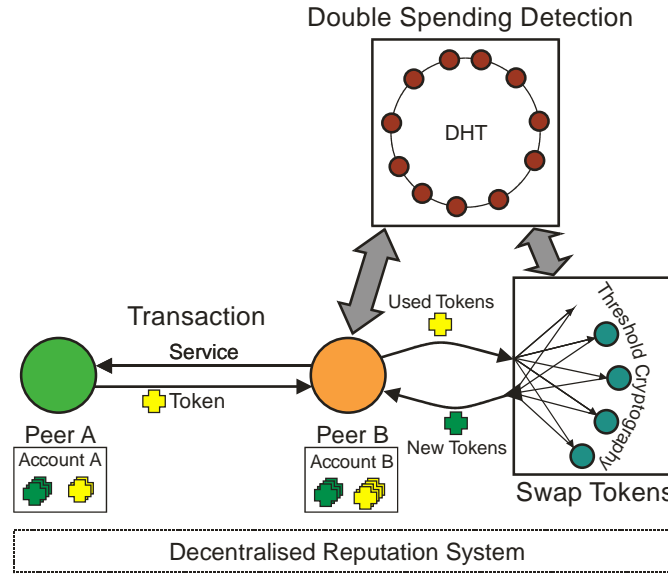 Double Spending Detection
DHT
Transaction
Used Tokens
Threshold Cryptography
Service
Token
Peer A
Peer B
New Tokens
Account A
Account B
Swap Tokens
Decentralised Reputation System